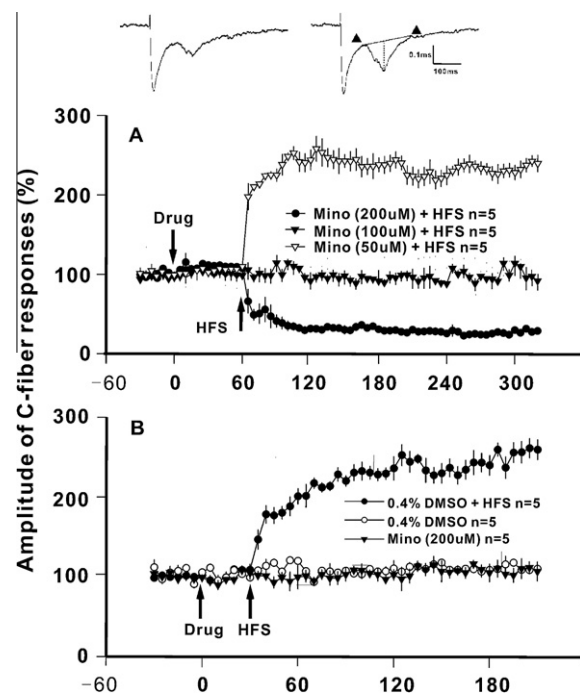 0.1ms
100ms
Amplitude of C-fiber responses (%)
300
A
Drug
200
Mino (200uM) + HFS n=5
Mino (100uM) + HFS n=5
Mino (50uM) + HFS n=5
100
HFS
0
−60 0 60 120 180 240 300
300
B
200
0.4% DMSO + HFS n=5
0.4% DMSO n=5
Mino (200uM) n=5
100
Drug HFS
0
−60 0 60 120 180